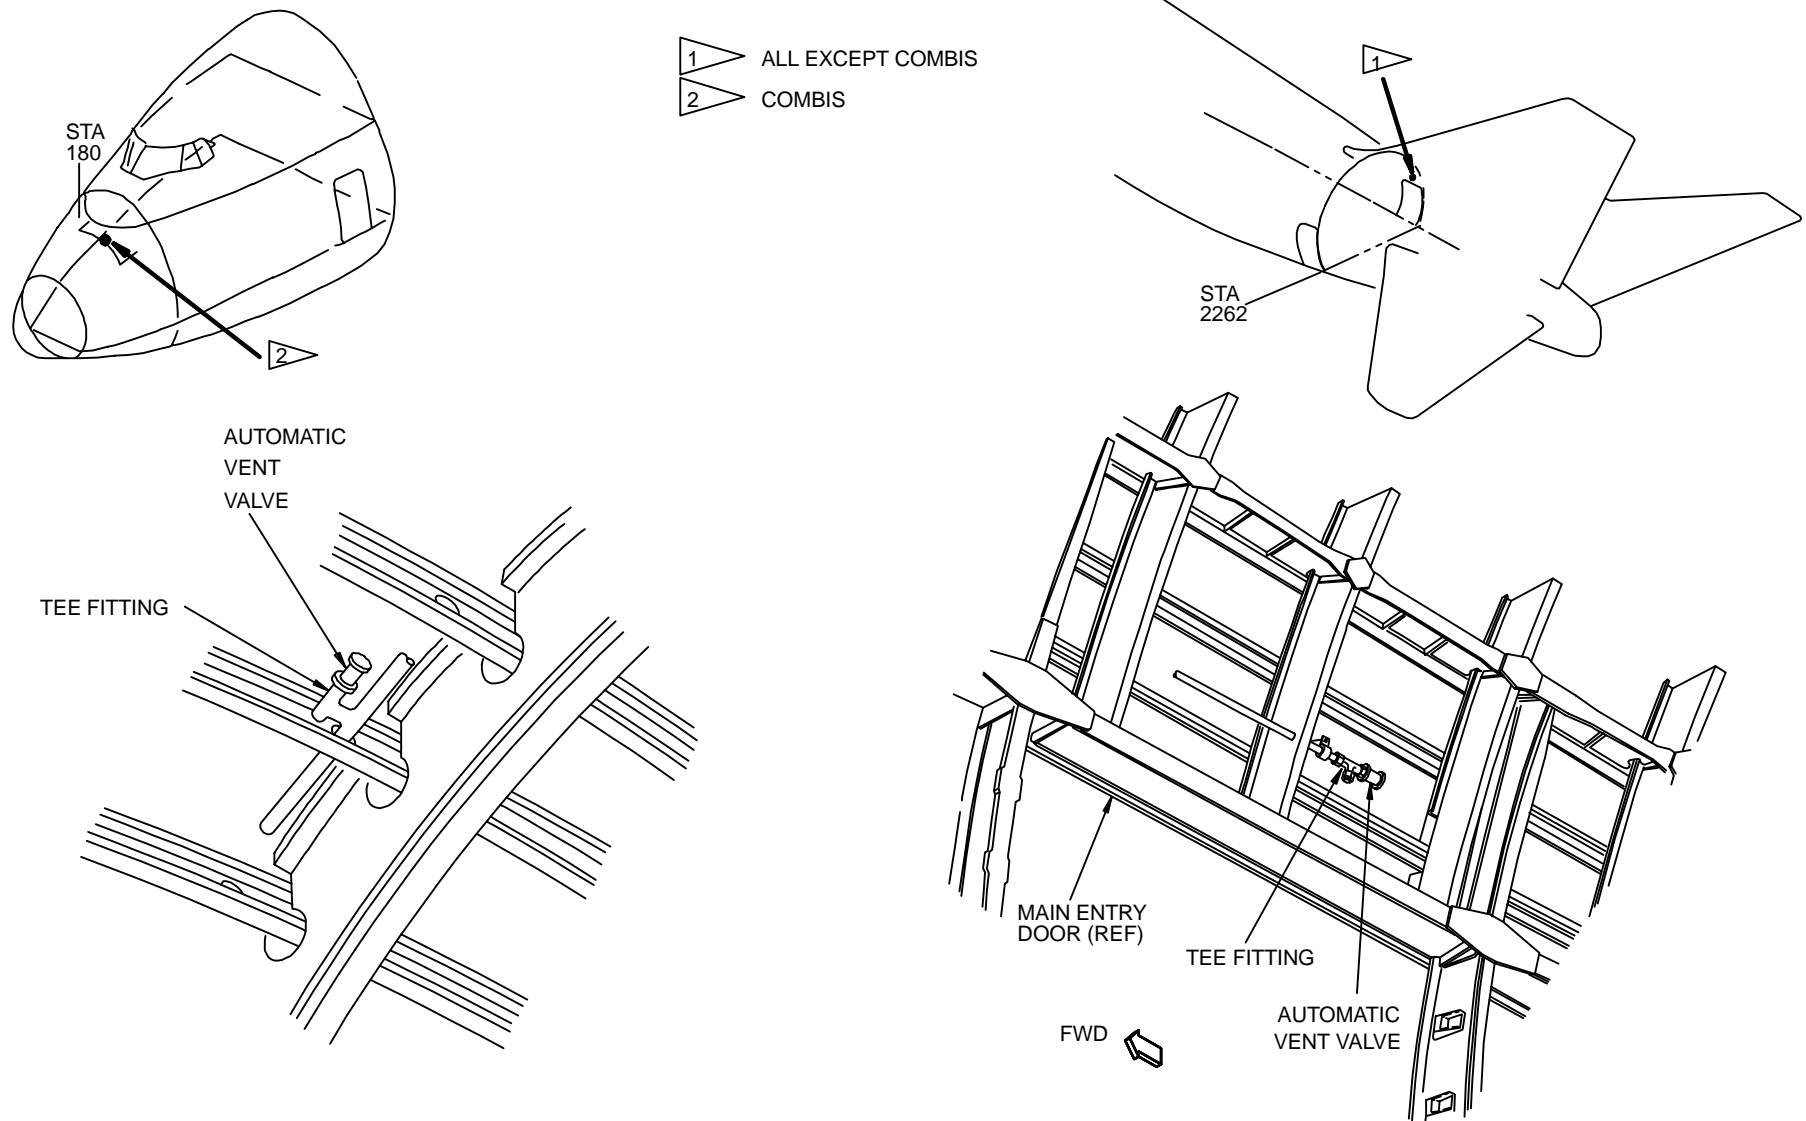 1 ALL EXCEPT COMBIS
2 COMBIS
1
STA
180
2
STA
2262
AUTOMATIC
VENT
VALVE
TEE FITTING
MAIN ENTRY
DOOR (REF)
TEE FITTING
AUTOMATIC
VENT VALVE
FWD